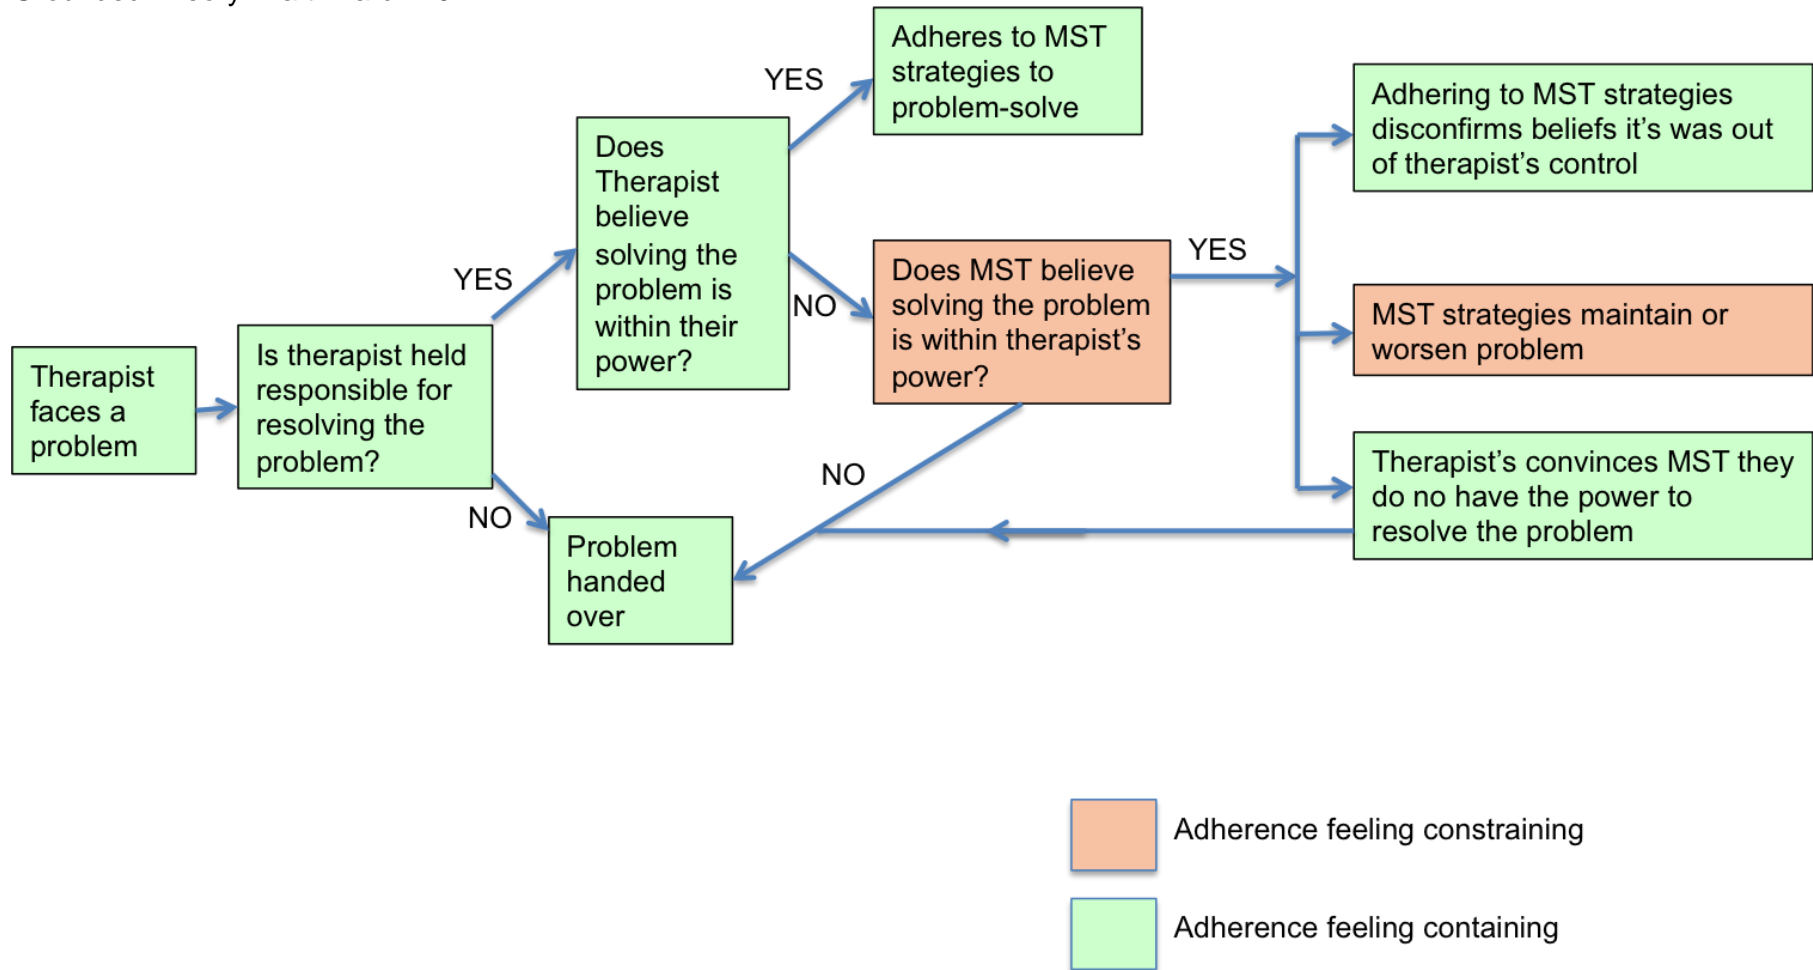 Adheres to MST
strategies to
problem-solve
YES
Adhering to MST strategies
disconfirms beliefs it's was out
of therapist's control
Does
Therapist
believe
solving the
problem is
within their
power?
YES
Does MST believe
solving the problem
is within therapist's
power?
YES
NO
MST strategies maintain or
worsen problem
Is therapist held
responsible for
resolving the
problem?
Therapist
faces a
problem
NO
Therapist's convinces MST they
do no have the power to
resolve the problem
NO
Problem
handed
over
Adherence feeling constraining
Adherence feeling containing